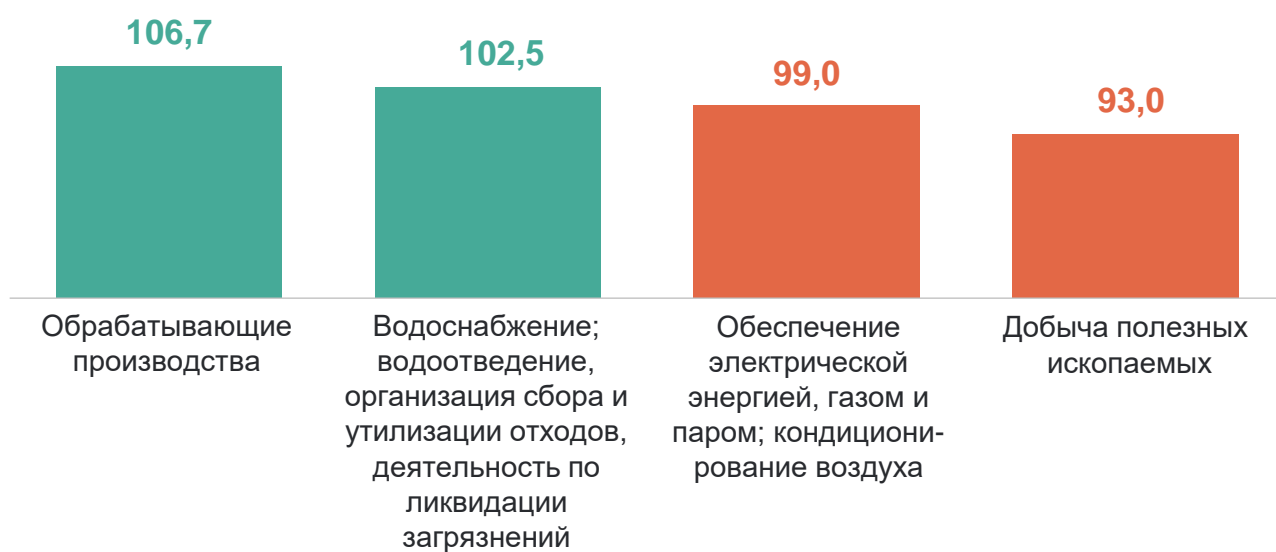 106,7
102,5
99,0
93,0
Обрабатывающие
производства
Водоснабжение;
водоотведение,
организация сбора и
утилизации отходов,
деятельность по
ликвидации
загрязнений
Обеспечение
электрической
энергией, газом и
паром; кондициони-
рование воздуха
Добыча полезных
ископаемых